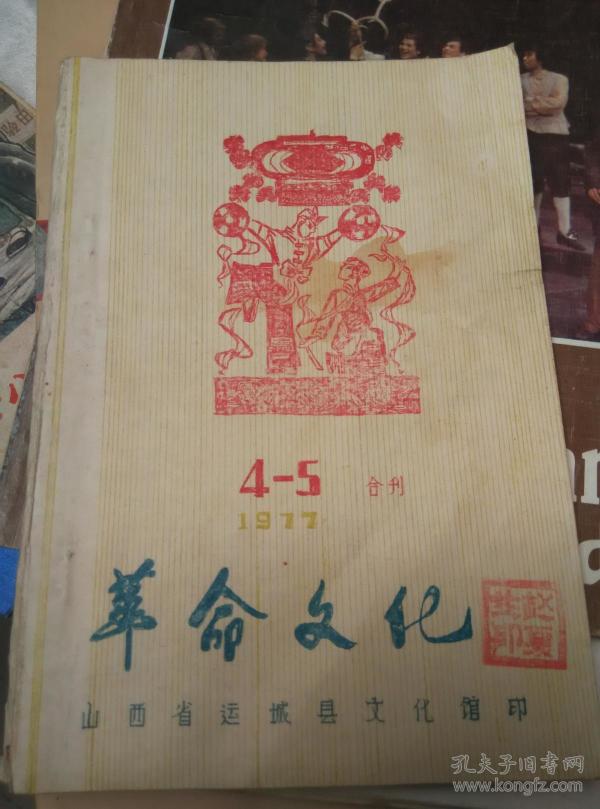 4-5 合刊
1977
革命文化
山西省运城县文化馆印
孔夫子旧书网
www.kongfz.com